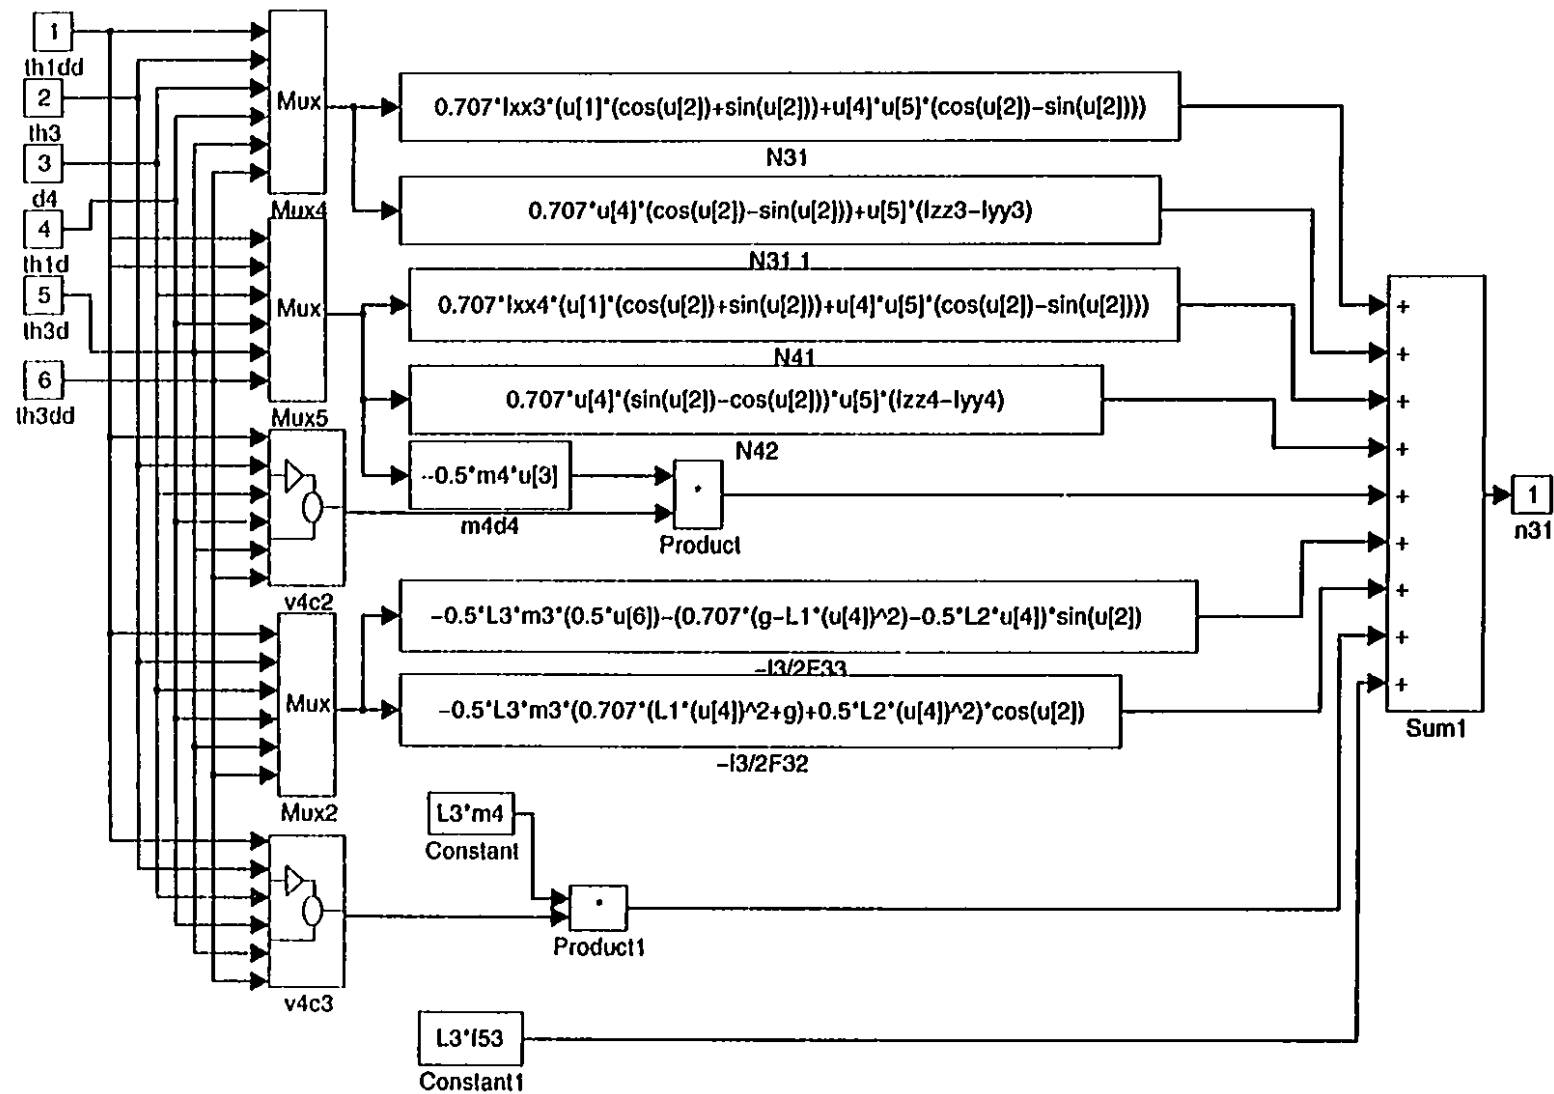 1
th1dd
2
th3
3
d4
4
th1d
5
th3d
6
th3dd
Mux
Mux4
Mux
Mux5
v4c2
Mux
Mux2
v4c3
0.707*Ixx3*(u[1]*(cos(u[2])+sin(u[2]))+u[4]*u[5]*(cos(u[2])-sin(u[2])))
N31
0.707*u[4]*(cos(u[2])-sin(u[2]))+u[5]*(Izz3-Iyy3)
N31 1
0.707*Ixx4*(u[1]*(cos(u[2])+sin(u[2]))+u[4]*u[5]*(cos(u[2])-sin(u[2])))
N41
0.707*u[4]*(sin(u[2])-cos(u[2]))*u[5]*(Izz4-Iyy4)
N42
-0.5*m4*u[3]
m4d4
*
Product
-0.5*L3*m3*(0.5*u[6])-(0.707*(g-L1*(u[4])^2)-0.5*L2*u[4])*sin(u[2])
-l3/2F33
-0.5*L3*m3*(0.707*(L1*(u[4])^2+g)+0.5*L2*(u[4])^2)*cos(u[2])
-l3/2F32
L3*m4
Constant
*
Product1
L3*f53
Constant1
+
+
+
+
+
+
+
+
+
Sum1
1
n31